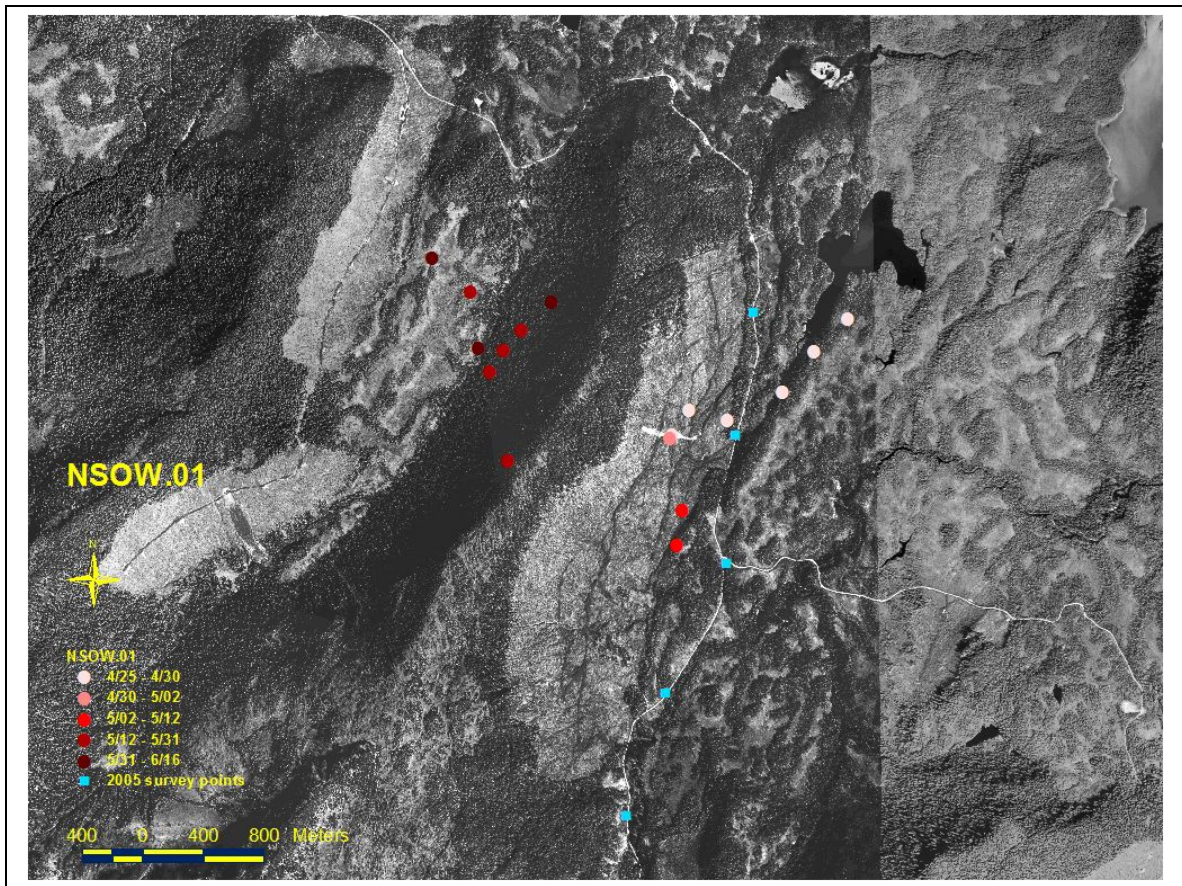 NSOW.01
N
NSOW.01
4/25 - 4/30
4/30 - 5/02
5/02 - 5/12
5/12 - 5/31
5/31 - 6/16
2005 survey points
400 0 400 800 Meters